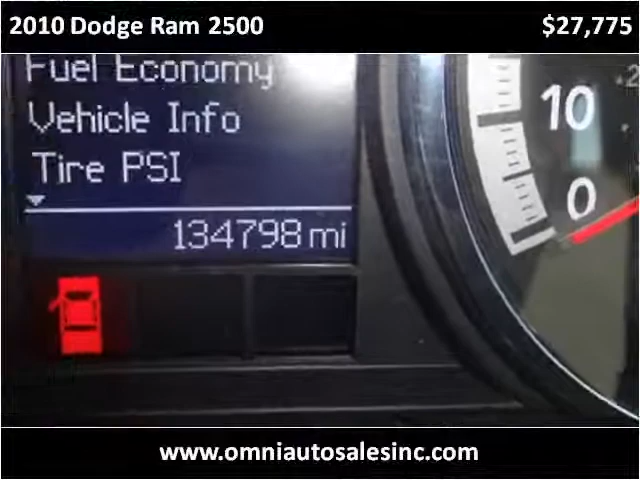 2010 Dodge Ram 2500 $27,775
Fuel Economy
Vehicle Info
Tire PSI
134798 mi
10
0
www.omniautosalesinc.com